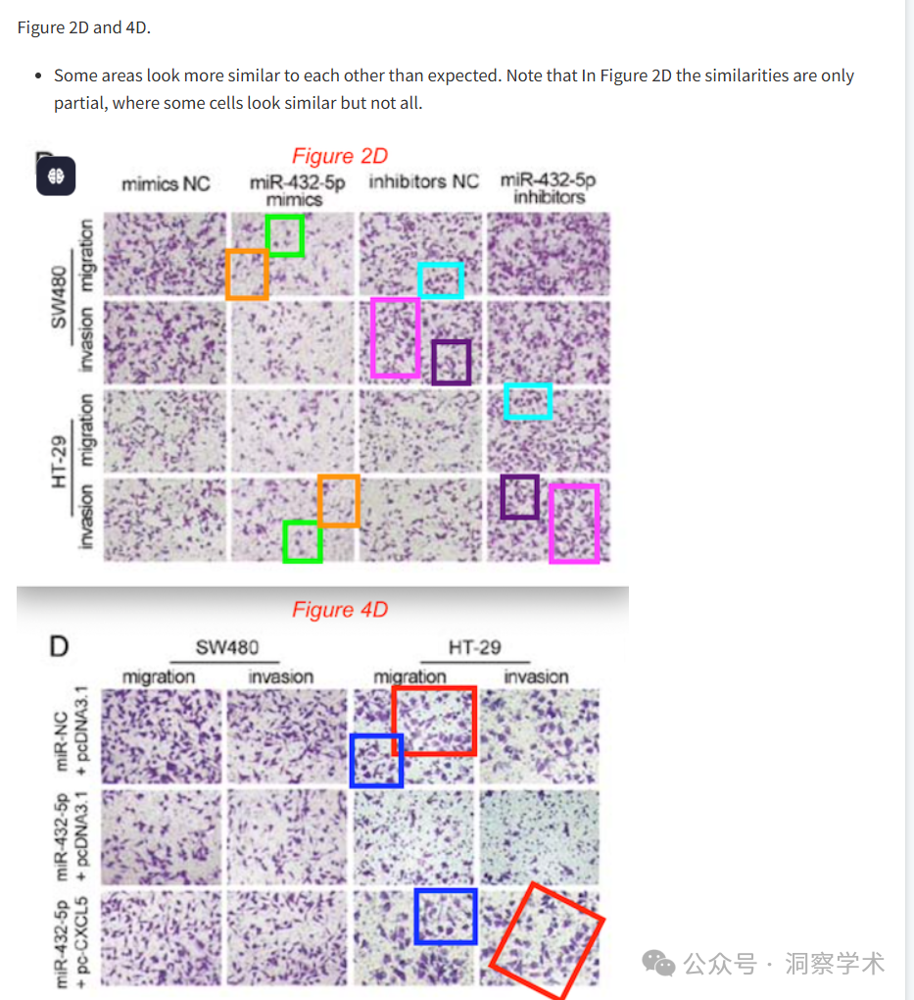 Figure 2D and 4D.
Some areas look more similar to each other than expected. Note that In Figure 2D the similarities are only
partial, where some cells look similar but not all.
Figure 2D
mimics NC
miR-432-5p
mimics
inhibitors NC
miR-432-5p
inhibitors
SW480
migration
invasion
HT-29
migration
invasion
Figure 4D
D
SW480
HT-29
migration
invasion
migration
invasion
miR-NC
+ pcDNA3.1
miR-432-5p
+ pcDNA3.1
miR-432-5p
+ pc-CXCL5
公众号 · 洞察学术